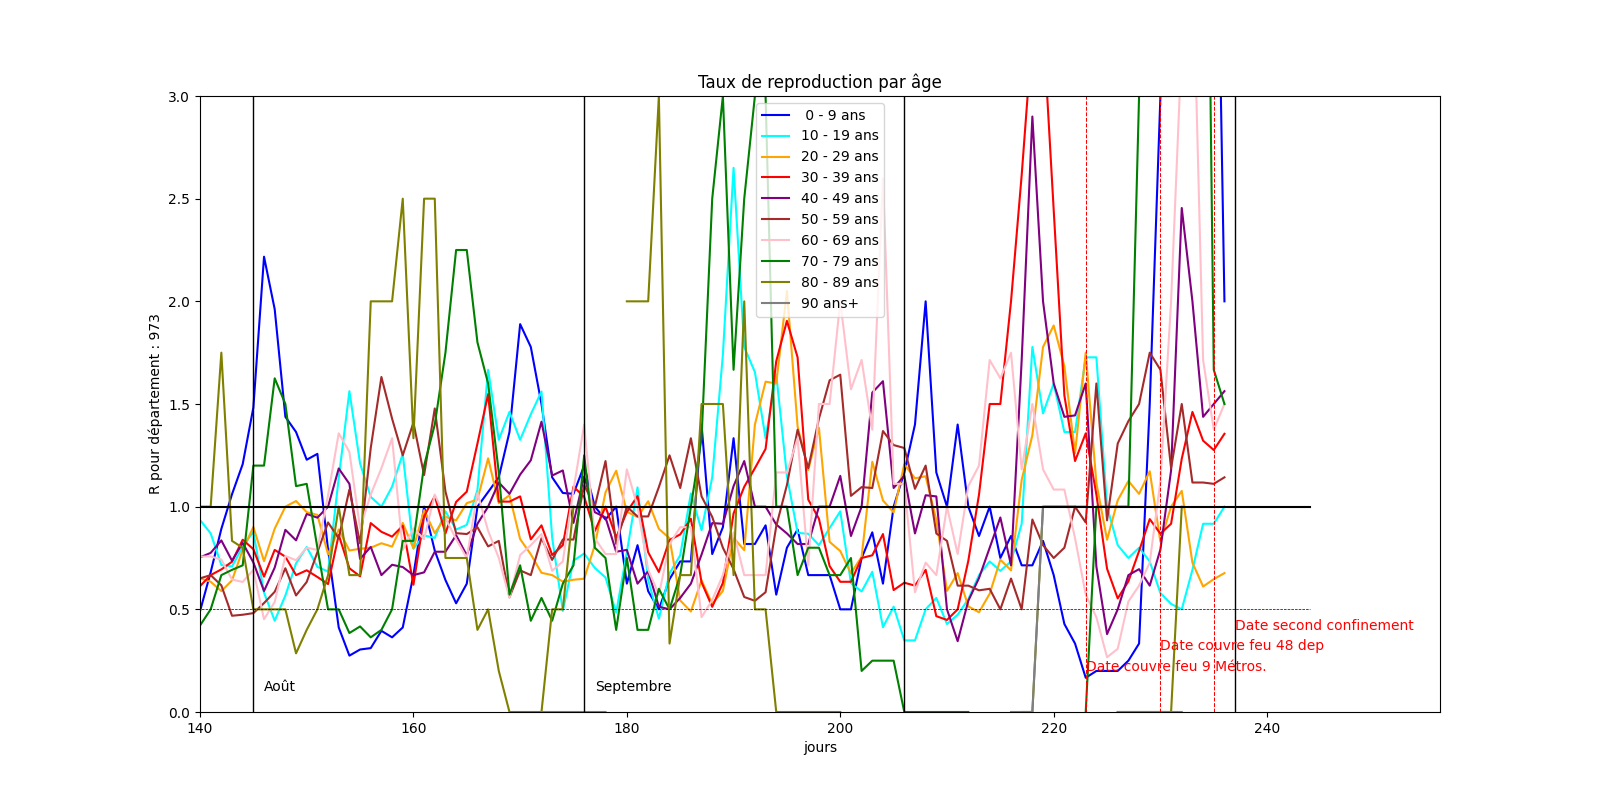 Taux de reproduction par âge
R pour département : 973
3.0
2.5
2.0
1.5
1.0
0.5
0.0
0 - 9 ans
10 - 19 ans
20 - 29 ans
30 - 39 ans
40 - 49 ans
50 - 59 ans
60 - 69 ans
70 - 79 ans
80 - 89 ans
90 ans+
Date second confinement
Date couvre feu 48 dep
Date couvre feu 9 Métros.
Août
Septembre
140
160
180
200
220
240
jours